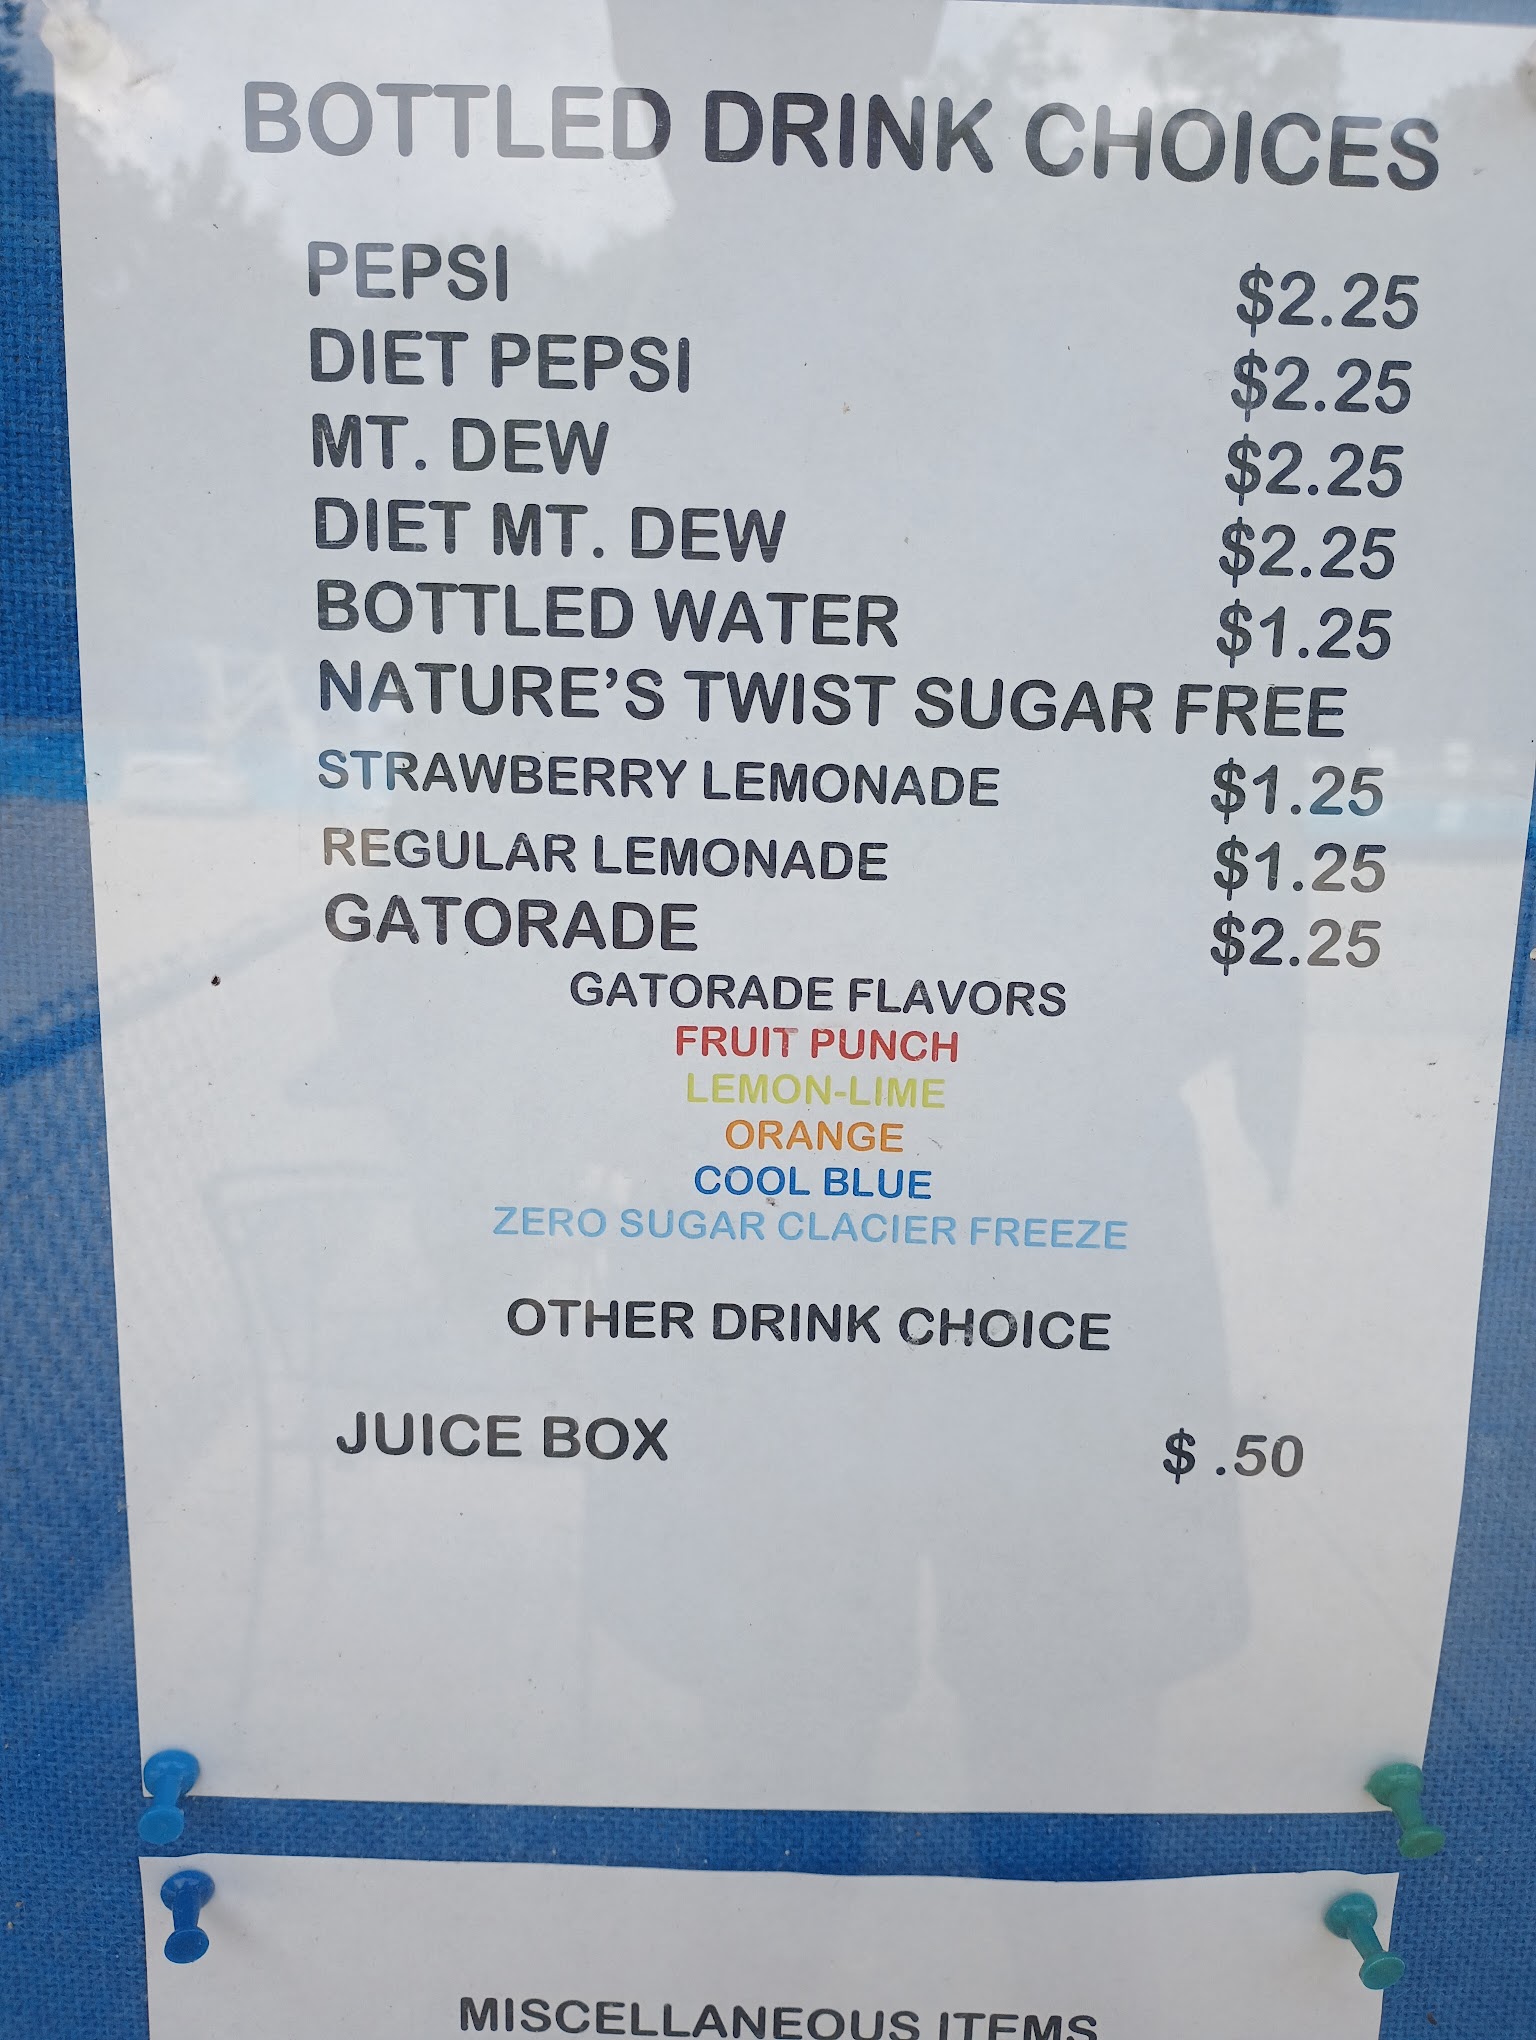 BOTTLED DRINK CHOICES
PEPSI $2.25
DIET PEPSI $2.25
MT. DEW $2.25
DIET MT. DEW $2.25
BOTTLED WATER $1.25
NATURE'S TWIST SUGAR FREE
STRAWBERRY LEMONADE $1.25
REGULAR LEMONADE $1.25
GATORADE $2.25
GATORADE FLAVORS
FRUIT PUNCH
LEMON-LIME
ORANGE
COOL BLUE
ZERO SUGAR CLACIER FREEZE
OTHER DRINK CHOICE
JUICE BOX $ .50
MISCELLANEOUS ITEMS